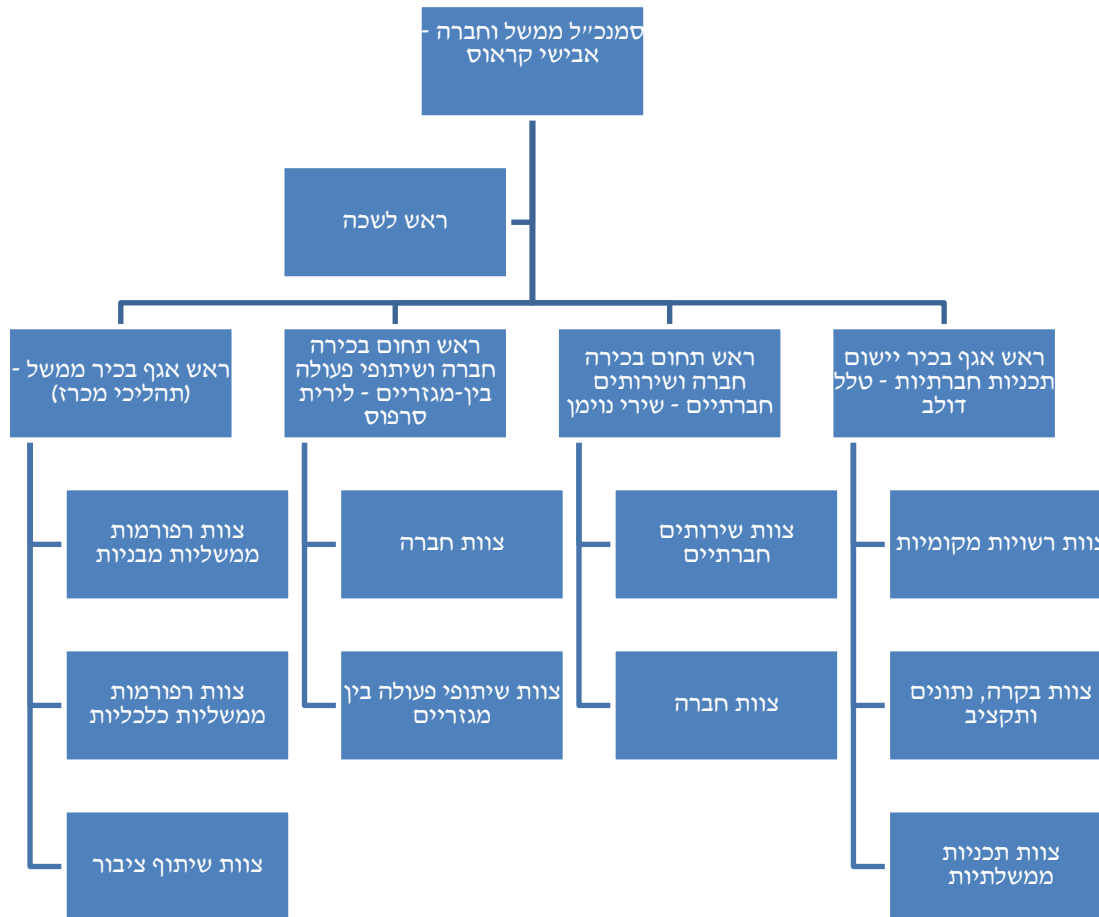 סמנכ״ל ממשל וחברה -
אבישי קראוס
ראש לשכה
ראש אגף בכיר יישום
תכניות חברתיות - טלל
דולב
ראש תחום בכירה
חברה ושירותים
חברתיים - שירי נוימן
ראש תחום בכירה
חברה ושיתופי פעולה
בין-מגזריים - לירית
סרפוס
ראש אגף בכיר ממשל -
(תהליכי מכרז)
צוות רשויות מקומיות
צוות בקרה, נתונים
ותקציב
צוות תכניות
ממשלתיות
צוות שירותים
חברתיים
צוות חברה
צוות חברה
צוות שיתופי פעולה בין
מגזריים
צוות רפורמות
ממשליות מבניות
צוות רפורמות
ממשליות כלכליות
צוות שיתוף ציבור